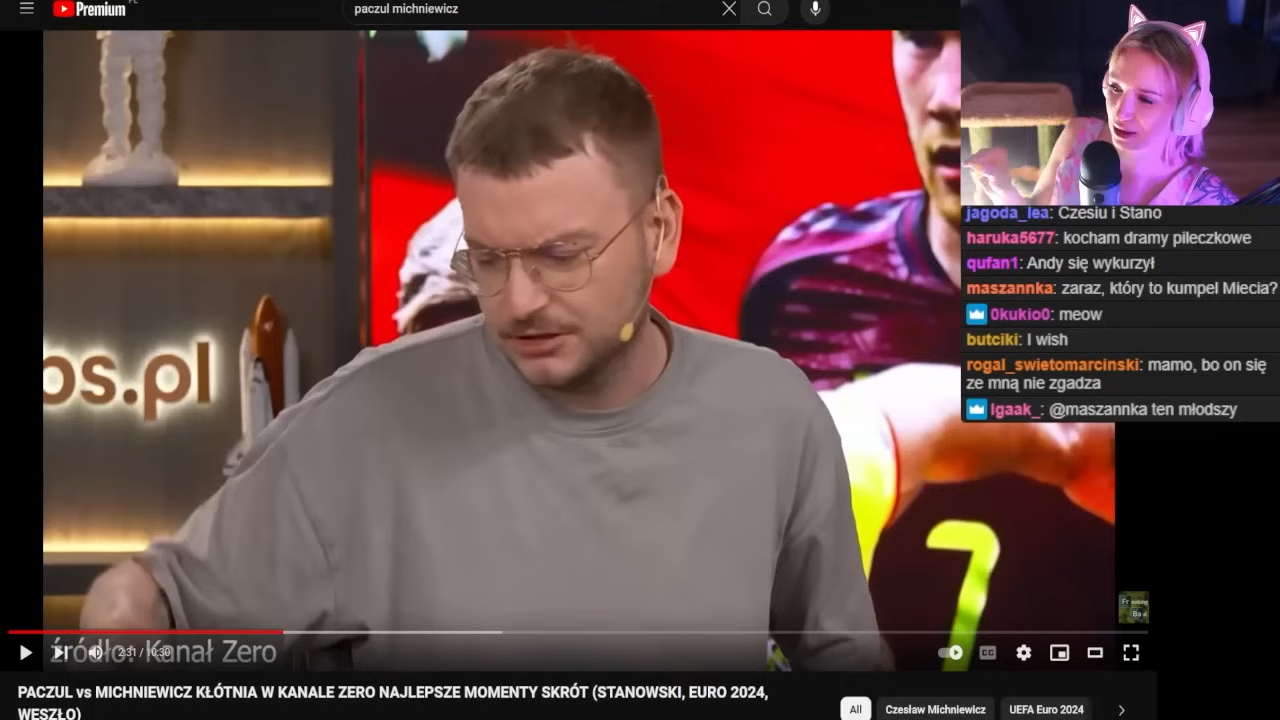 Premium PL
paczul michniewicz
jagoda_lea: Czesiu i Stano
haruka5677: kocham dramy pileczkowe
qufan1: Andy się wykurzył
maszannka: zaraz, który to kumpel Miecia?
0kukio0: meow
butciki: I wish
rogal_swietomarcinski: mamo, bo on się
ze mną nie zgadza
lgaak_: @maszannka ten młodszy
os.pl
7
źródło: Kanał Zero
2:31 / 10:30
CC
PACZUL vs MICHNIEWICZ KŁÓTNIA W KANALE ZERO NAJLEPSZE MOMENTY SKRÓT (STANOWSKI, EURO 2024,
WESZŁO)
All
Czesław Michniewicz
UEFA Euro 2024